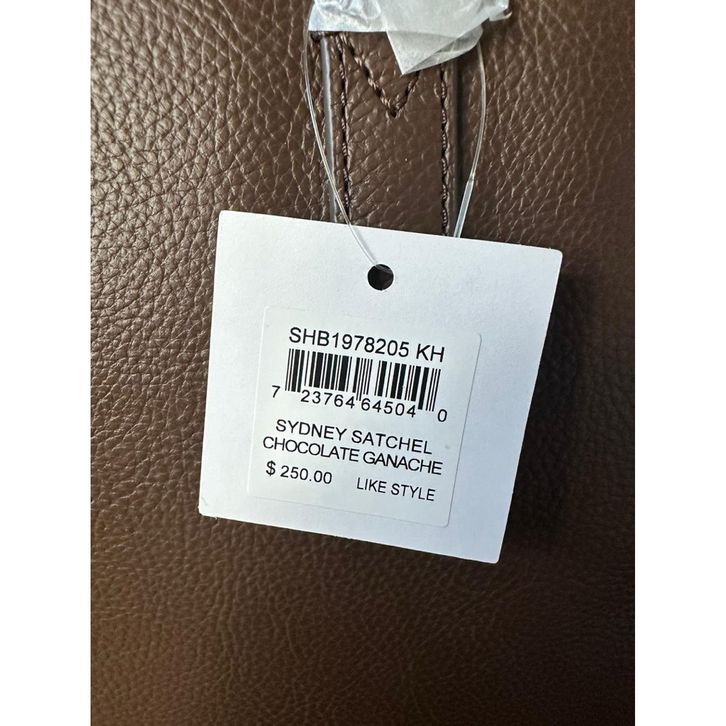 SHB1978205 KH
7 23764 64504 0
SYDNEY SATCHEL
CHOCOLATE GANACHE
$ 250.00 LIKE STYLE